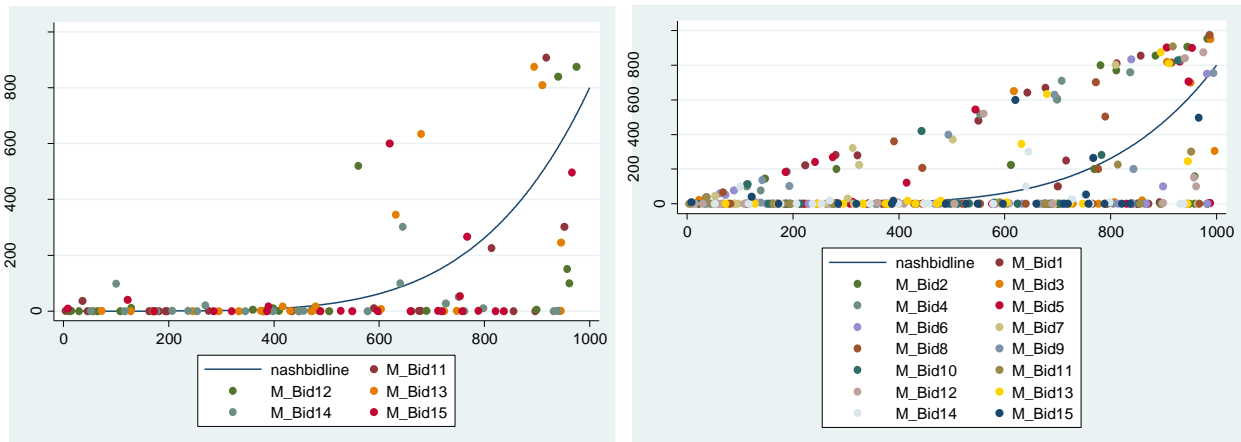 800
600
400
200
0
0 200 400 600 800 1000
nashbidline M_Bid11
M_Bid12 M_Bid13
M_Bid14 M_Bid15
800
600
400
200
0
0 200 400 600 800 1000
nashbidline M_Bid1
M_Bid2 M_Bid3
M_Bid4 M_Bid5
M_Bid6 M_Bid7
M_Bid8 M_Bid9
M_Bid10 M_Bid11
M_Bid12 M_Bid13
M_Bid14 M_Bid15